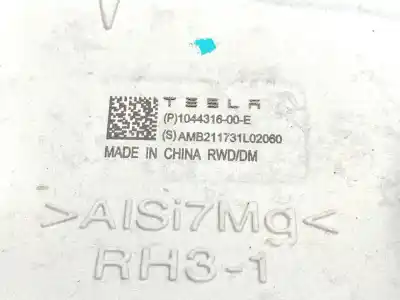 TESLA
(P)1044316-00-E
(S)AMB211731L02060
MADE IN CHINA RWD/DM
>AlSi7Mg<
RH3-1